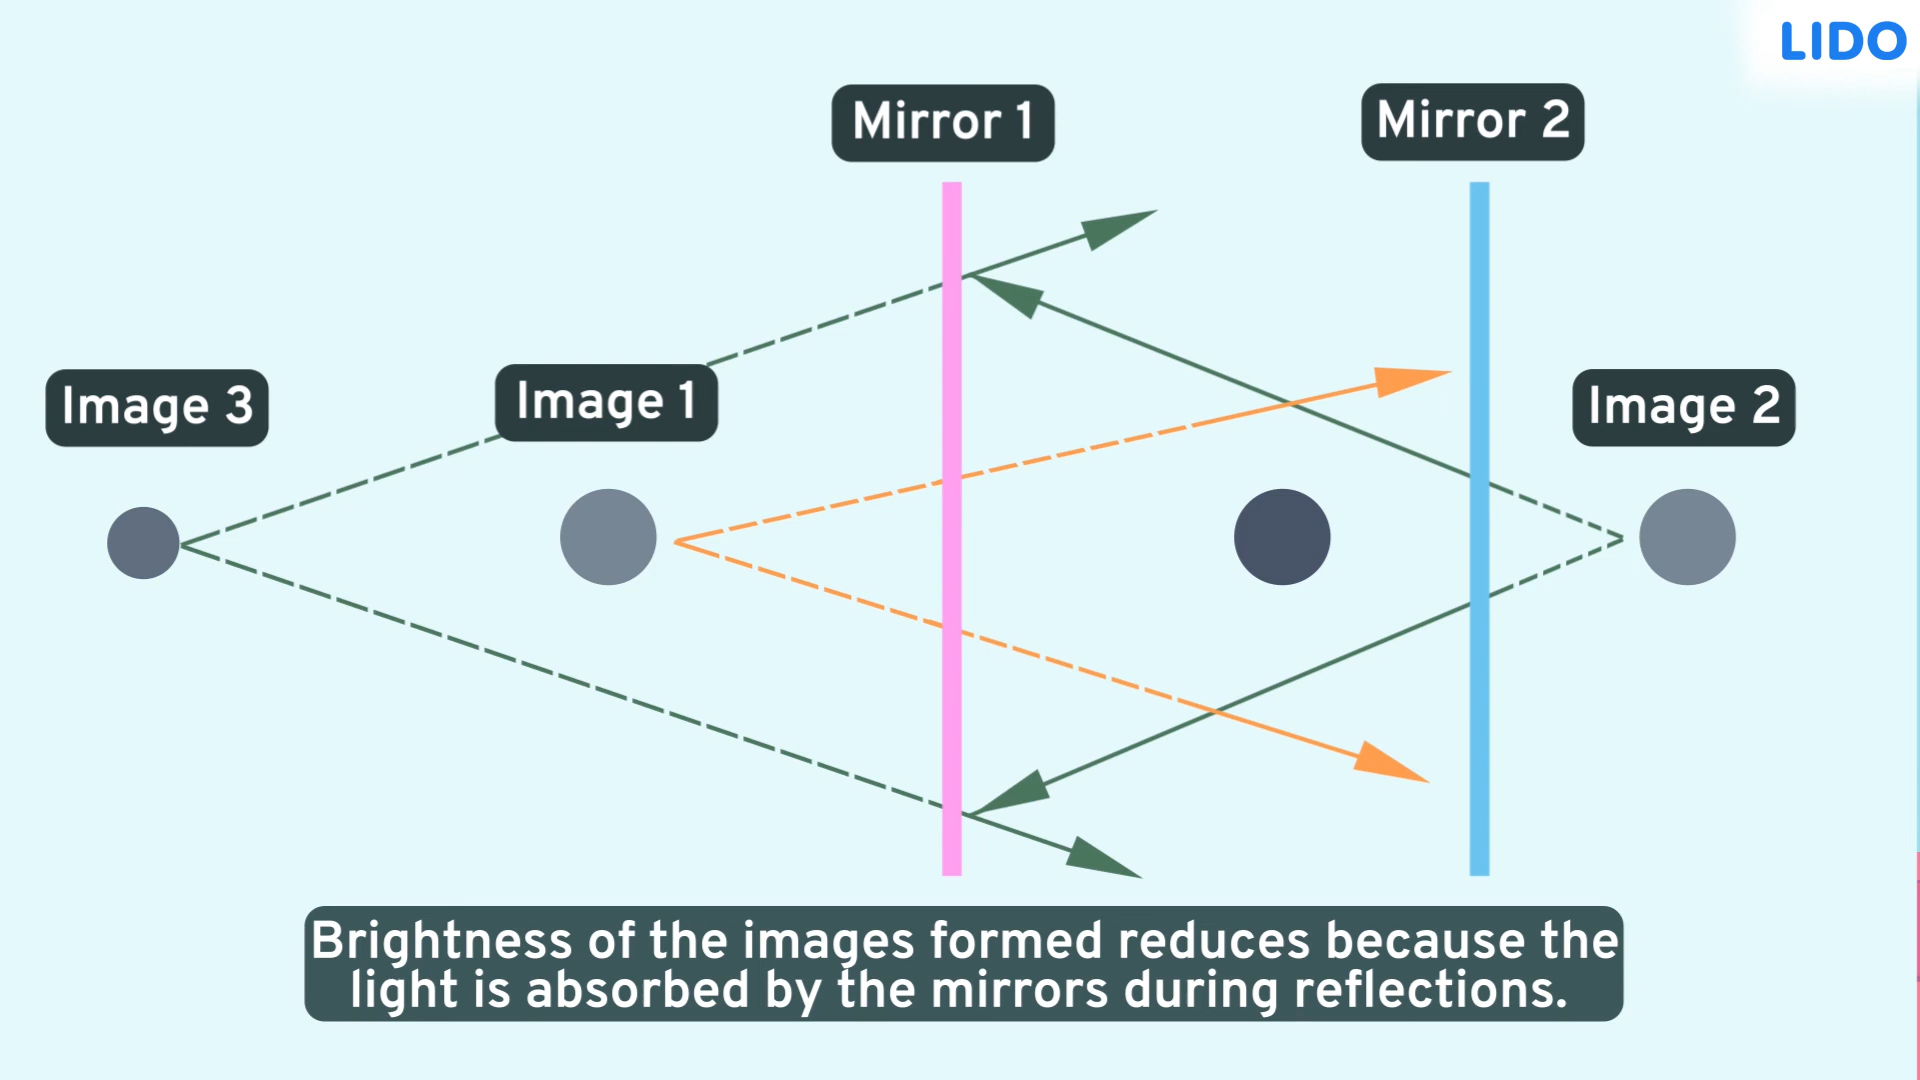 LIDO
Mirror 1
Mirror 2
Image 3
Image 1
Image 2
Brightness of the images formed reduces because the
light is absorbed by the mirrors during reflections.